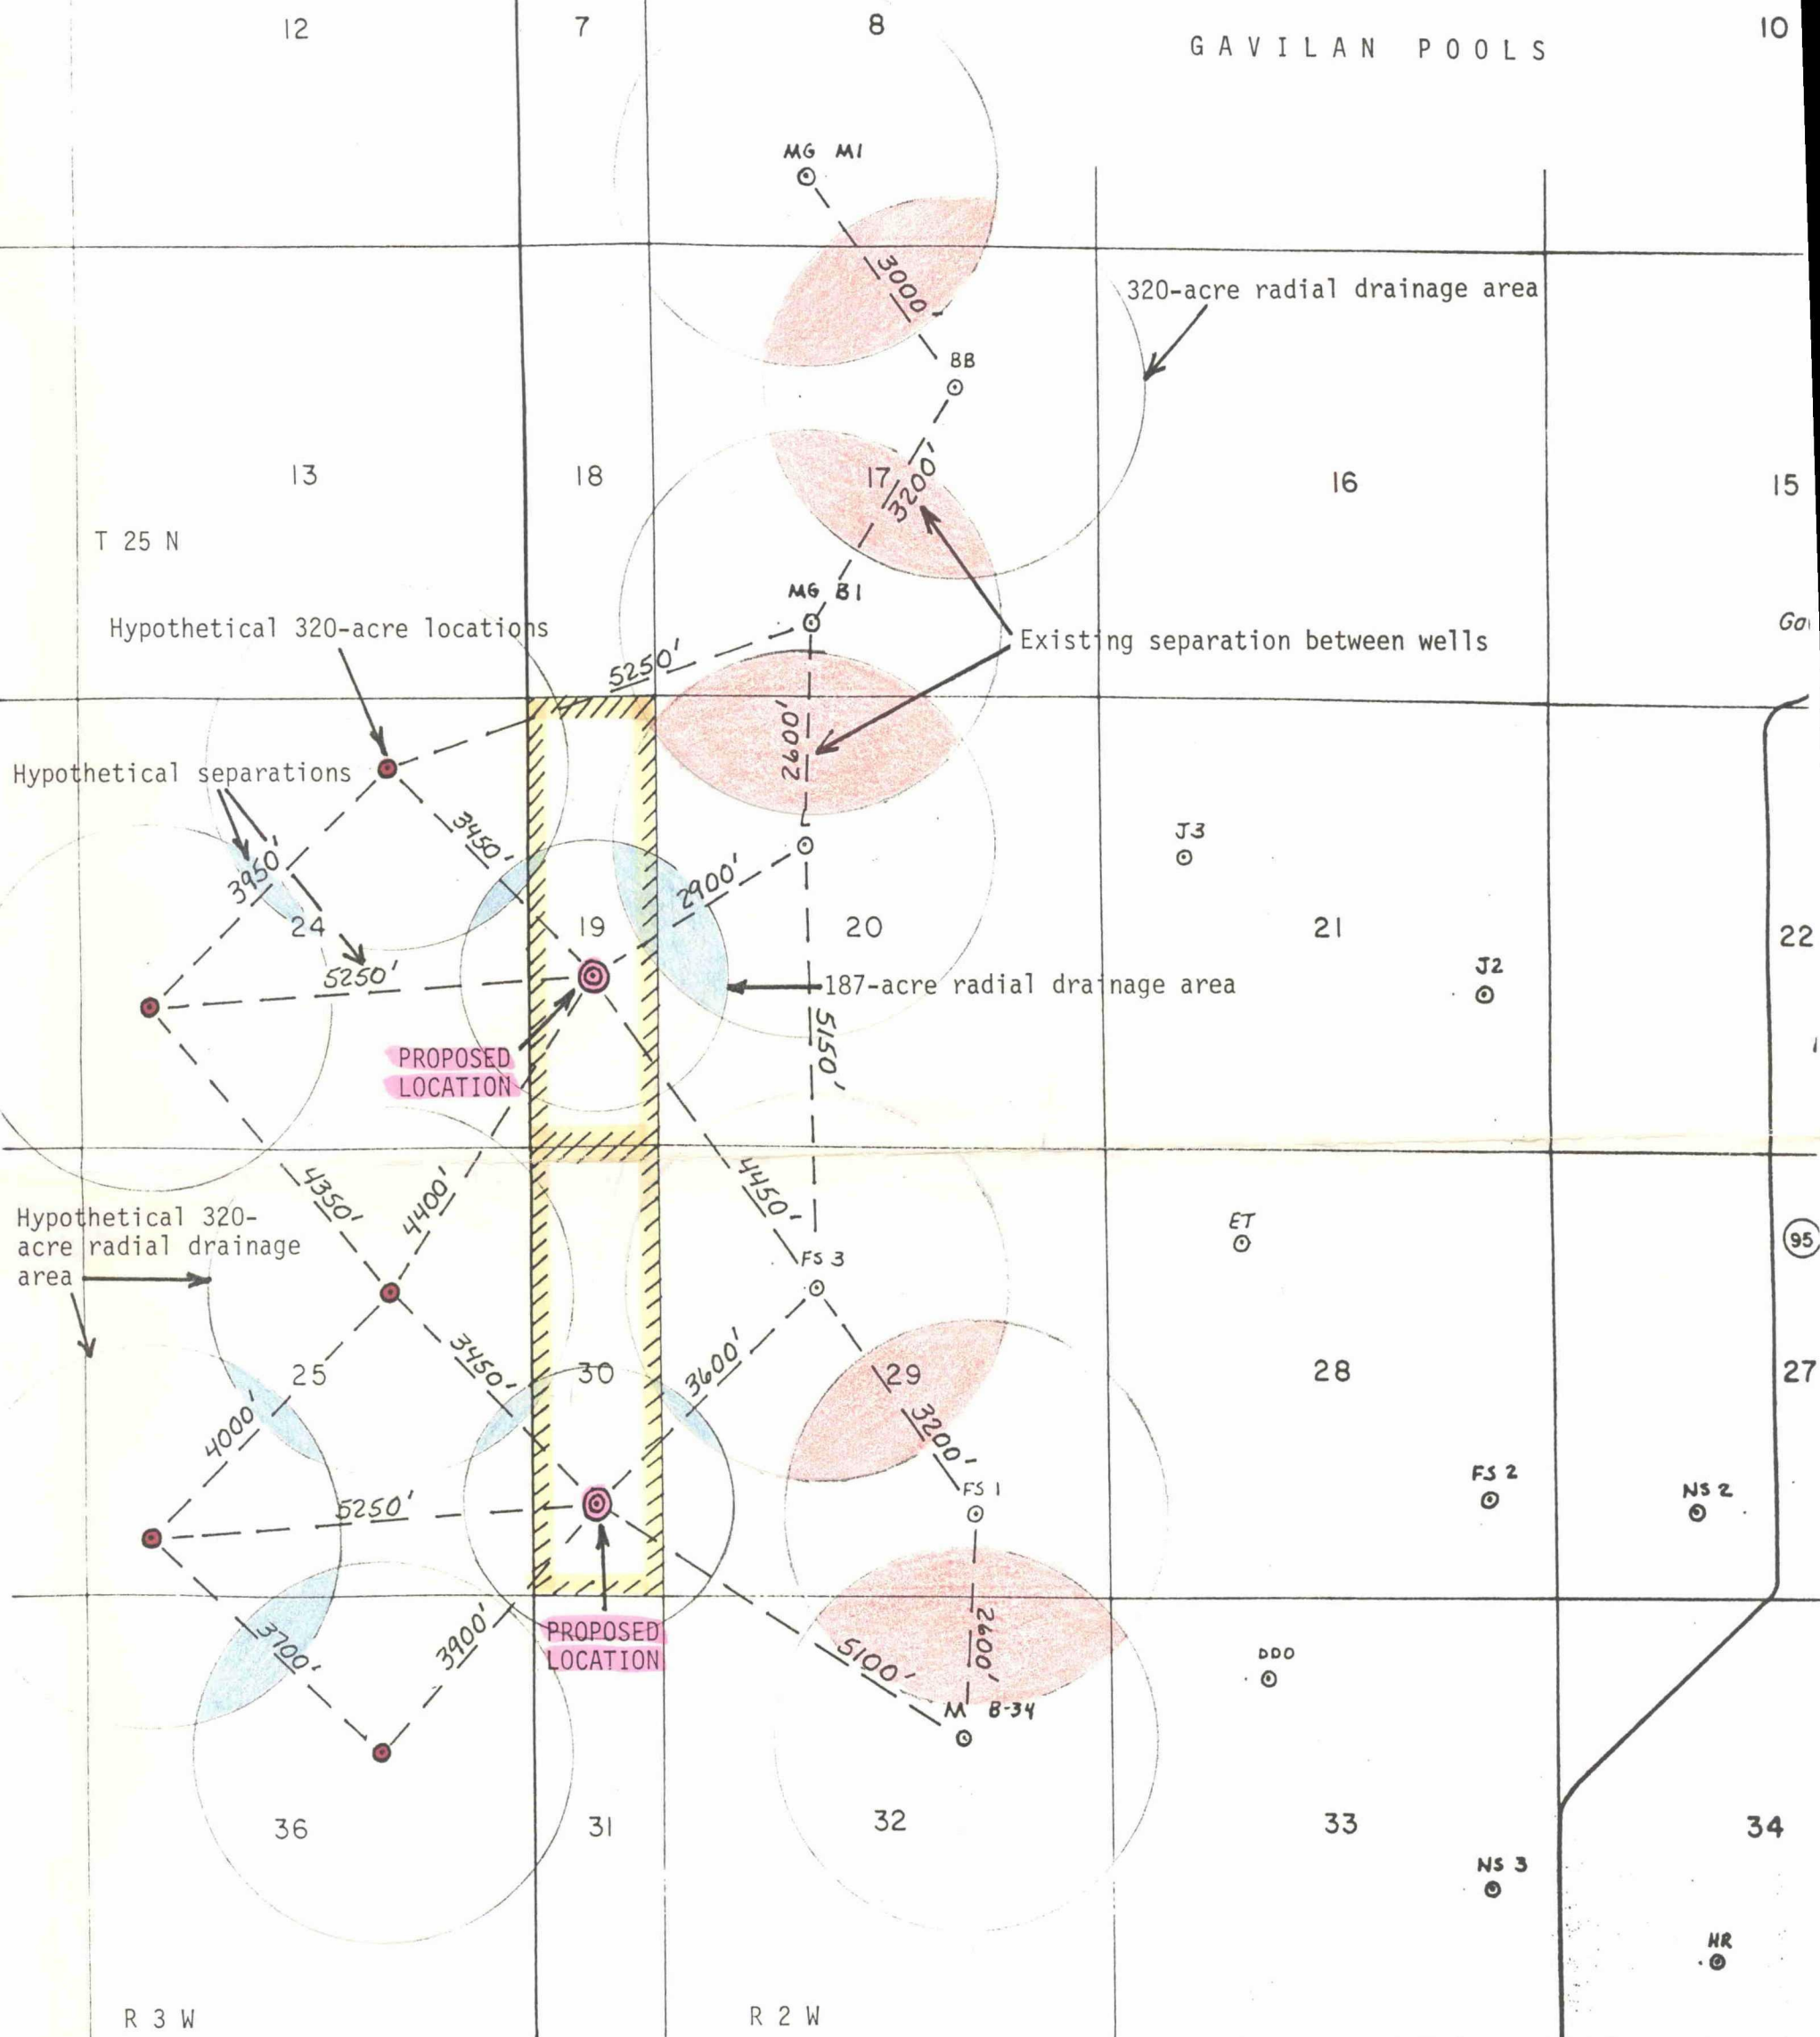 12
7
8
10
GAVILAN POOLS
MG M1
3000'
320-acre radial drainage area
BB
13
18
17
3200'
16
15
T 25 N
MG B1
Hypothetical 320-acre locations
5250'
Existing separation between wells
Hypothetical separations
2600'
3450'
L
J3
3950'
2900'
24
19
20
21
22
5250'
187-acre radial drainage area
J2
PROPOSED
LOCATION
5150'
4350'
4400'
4450'
Hypothetical 320-
acre radial drainage
area
ET
95
FS 3
25
3450'
30
3600'
29
28
27
4000'
3200'
FS 1
FS 2
NS 2
5250'
PROPOSED
LOCATION
2600'
3700'
3900'
5100'
DDO
M B-34
36
31
32
33
34
NS 3
HR
R 3 W
R 2 W